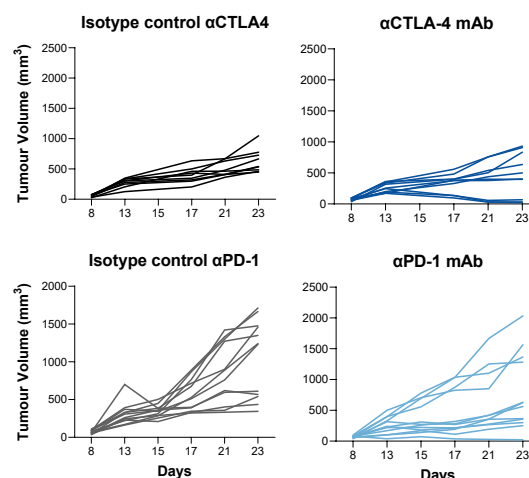 Isotype control αCTLA4
αCTLA-4 mAb
Tumour Volume (mm³)
2500
2000
1500
1000
500
0
8 13 15 17 21 23
2500
2000
1500
1000
500
0
8 13 15 17 21 23
Isotype control αPD-1
αPD-1 mAb
Tumour Volume (mm³)
2000
1500
1000
500
0
8 13 15 17 21 23
Days
2500
2000
1500
1000
500
0
8 13 15 17 21 23
Days